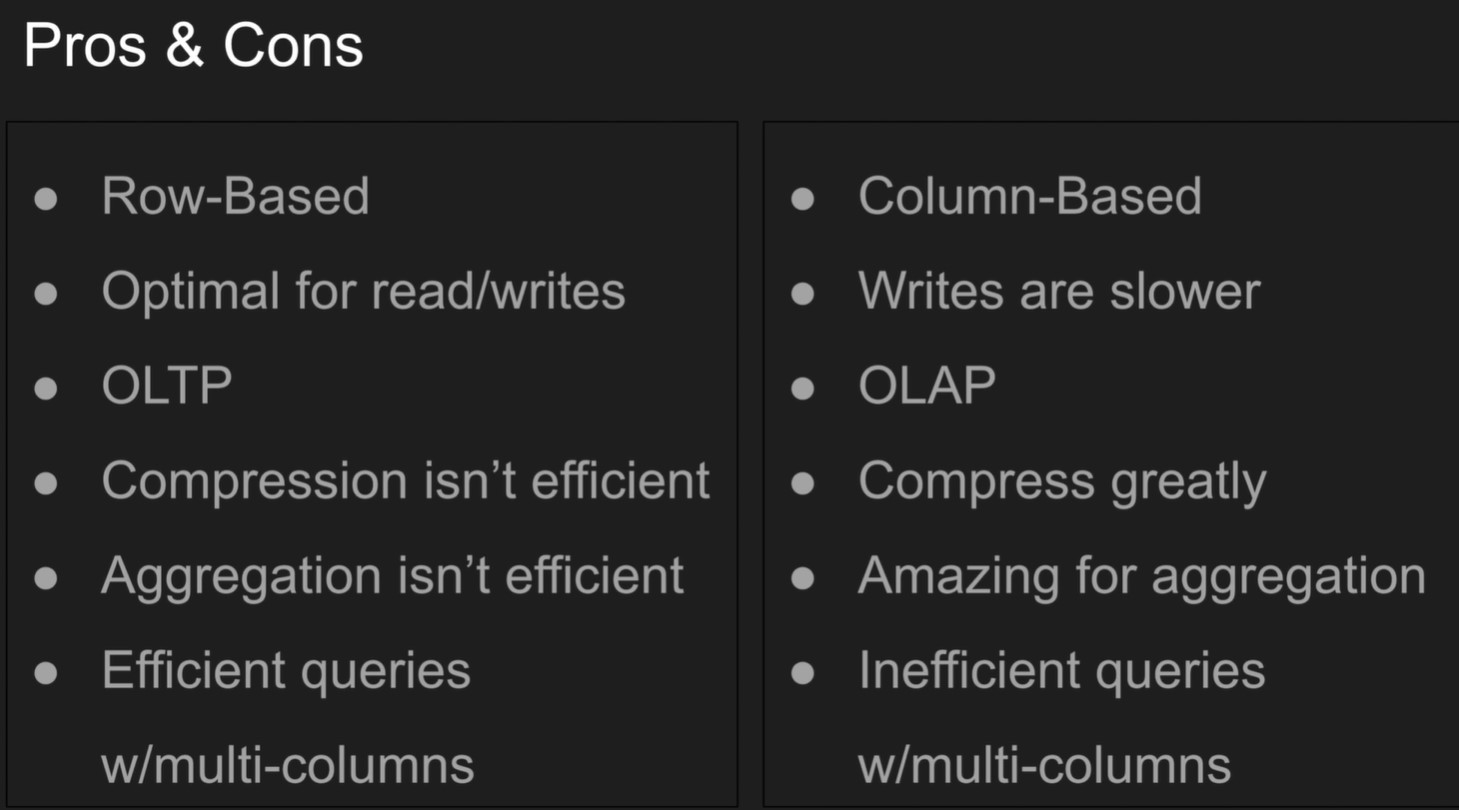 Pros & Cons
● Row-Based
● Optimal for read/writes
● OLTP
● Compression isn’t efficient
● Aggregation isn’t efficient
● Efficient queries
w/multi-columns
● Column-Based
● Writes are slower
● OLAP
● Compress greatly
● Amazing for aggregation
● Inefficient queries
w/multi-columns